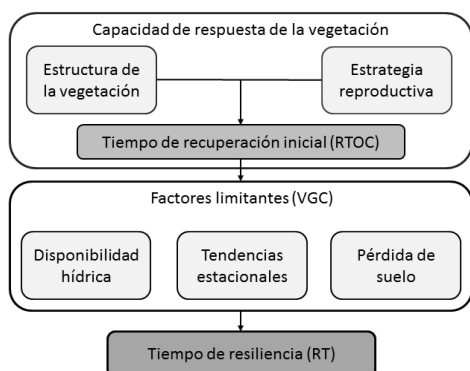 Capacidad de respuesta de la vegetación
Estructura de
la vegetación
Estrategia
reproductiva
Tiempo de recuperación inicial (RTOC)
Factores limitantes (VGC)
Disponibilidad
hídrica
Tendencias
estacionales
Pérdida de
suelo
Tiempo de resiliencia (RT)